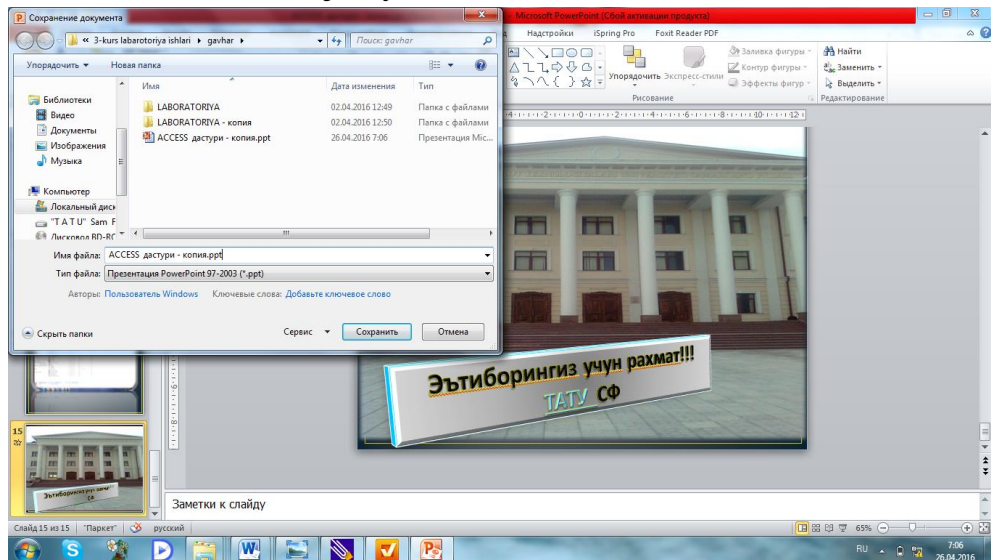 Сохранение документа
- Microsoft PowerPoint (Сбой активации продукта)
« 3-kurs labarotoriya ishlari ▸ gavhar ▸
Поиск: gavhar
Надстройки iSpring Pro Foxit Reader PDF
Упорядочить Новая папка
Упорядочить Экспресс-стили
Заливка фигуры
Контур фигуры
Эффекты фигур
Рисование
Найти
Заменить
Выделить
Редактирование
Библиотеки
Видео
Документы
Изображения
Музыка
Компьютер
Локальный диск
"T A T U" Sam F
Дисковод BD-RO
Имя Дата изменения Тип
LABORATORIYA 02.04.2016 12:49 Папка с файлами
LABORATORIYA - копия 02.04.2016 12:50 Папка с файлами
ACCESS дастури - копия.ppt 26.04.2016 7:06 Презентация Mic...
Имя файла: ACCESS дастури - копия.ppt
Тип файла: Презентация PowerPoint 97-2003 (*.ppt)
Авторы: Пользователь Windows Ключевые слова: Добавьте ключевое слово
Скрыть папки Сервис Сохранить Отмена
Эътиборингиз учун рахмат!!!
ТАТУ СФ
15
Заметки к слайду
Слайд 15 из 15 "Паркет" русский 65%
RU 7:06
26.04.2016